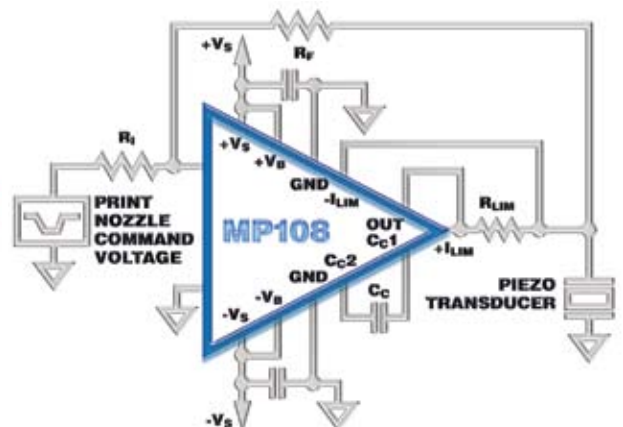 +Vs
RF
RI
+Vs
+VB
GND
-ILIM
PRINT
NOZZLE
COMMAND
VOLTAGE
MP108
OUT
CC1
RLIM
+ILIM
CC2
GND
CC
-VB
-Vs
PIEZO
TRANSDUCER
-Vs